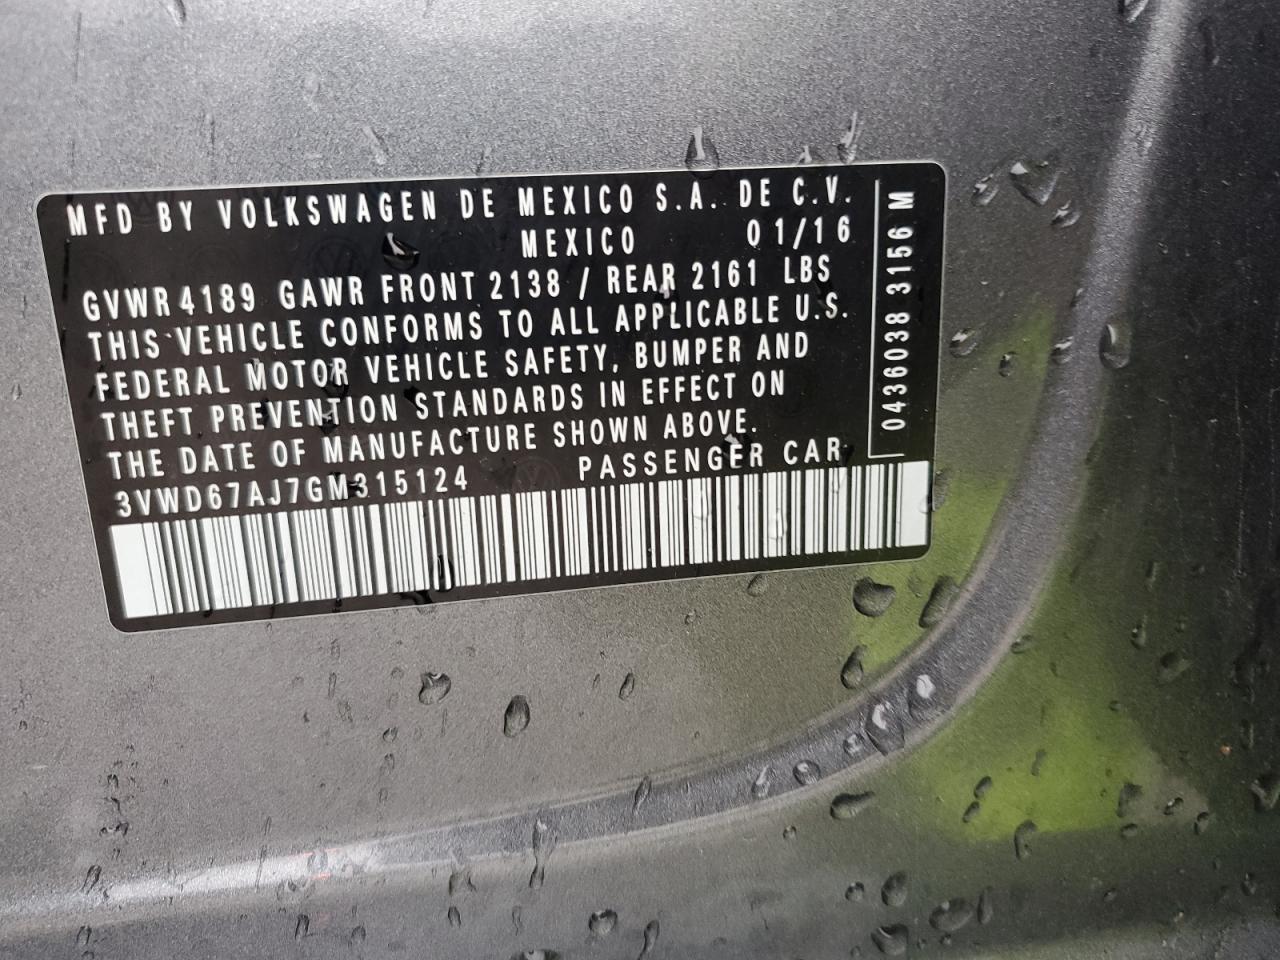 MFD BY VOLKSWAGEN DE MEXICO S.A. DE C.V.
MEXICO 01/16
GVWR 4189 GAWR FRONT 2138 / REAR 2161 LBS
THIS VEHICLE CONFORMS TO ALL APPLICABLE U.S.
FEDERAL MOTOR VEHICLE SAFETY, BUMPER AND
THEFT PREVENTION STANDARDS IN EFFECT ON
THE DATE OF MANUFACTURE SHOWN ABOVE.
3VWD67AJ7GM315124 PASSENGER CAR
0436038 3156 M